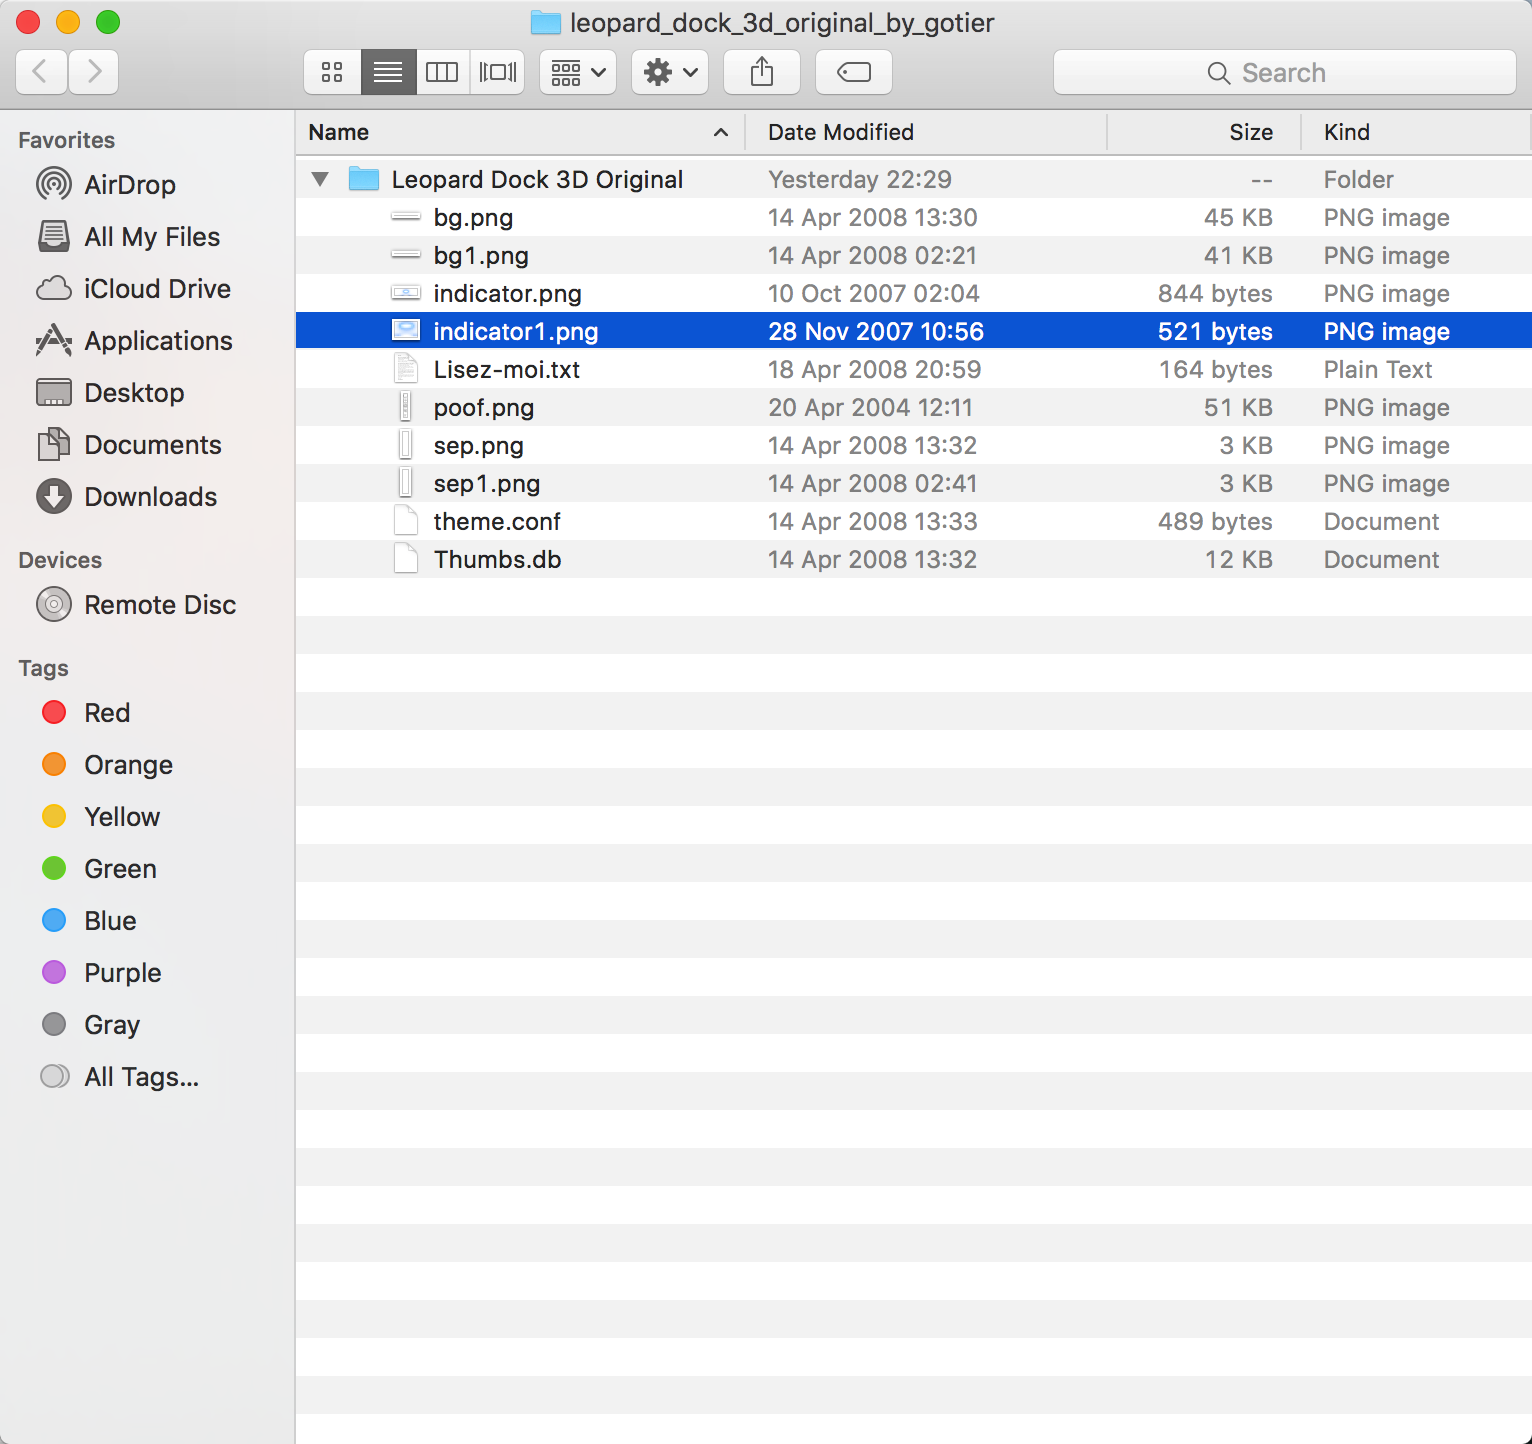 leopard_dock_3d_original_by_gotier
Search
Favorites
AirDrop
All My Files
iCloud Drive
Applications
Desktop
Documents
Downloads
Devices
Remote Disc
Tags
Red
Orange
Yellow
Green
Blue
Purple
Gray
All Tags...
Name Date Modified Size Kind
Leopard Dock 3D Original Yesterday 22:29 -- Folder
bg.png 14 Apr 2008 13:30 45 KB PNG image
bg1.png 14 Apr 2008 02:21 41 KB PNG image
indicator.png 10 Oct 2007 02:04 844 bytes PNG image
indicator1.png 28 Nov 2007 10:56 521 bytes PNG image
Lisez-moi.txt 18 Apr 2008 20:59 164 bytes Plain Text
poof.png 20 Apr 2004 12:11 51 KB PNG image
sep.png 14 Apr 2008 13:32 3 KB PNG image
sep1.png 14 Apr 2008 02:41 3 KB PNG image
theme.conf 14 Apr 2008 13:33 489 bytes Document
Thumbs.db 14 Apr 2008 13:32 12 KB Document